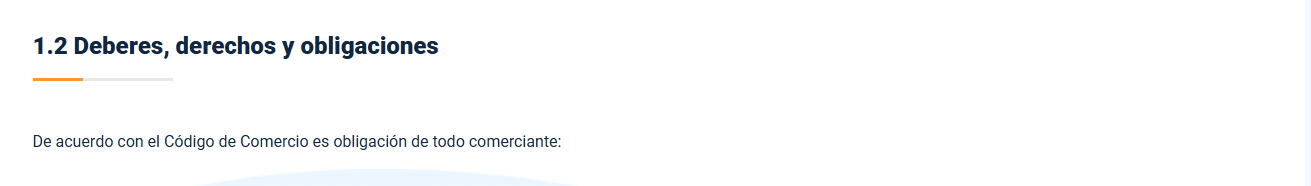 1.2 Deberes, derechos y obligaciones
De acuerdo con el Código de Comercio es obligación de todo comerciante: